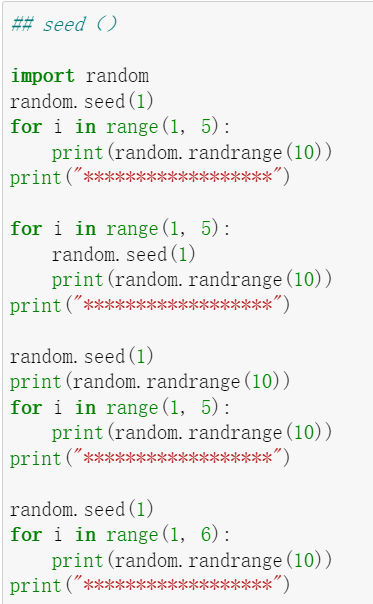 ## seed ()
import random
random.seed(1)
for i in range(1, 5):
    print(random.randrange(10))
print("******************")
for i in range(1, 5):
    random.seed(1)
    print(random.randrange(10))
print("******************")
random.seed(1)
print(random.randrange(10))
for i in range(1, 5):
    print(random.randrange(10))
print("******************")
random.seed(1)
for i in range(1, 6):
    print(random.randrange(10))
print("******************")